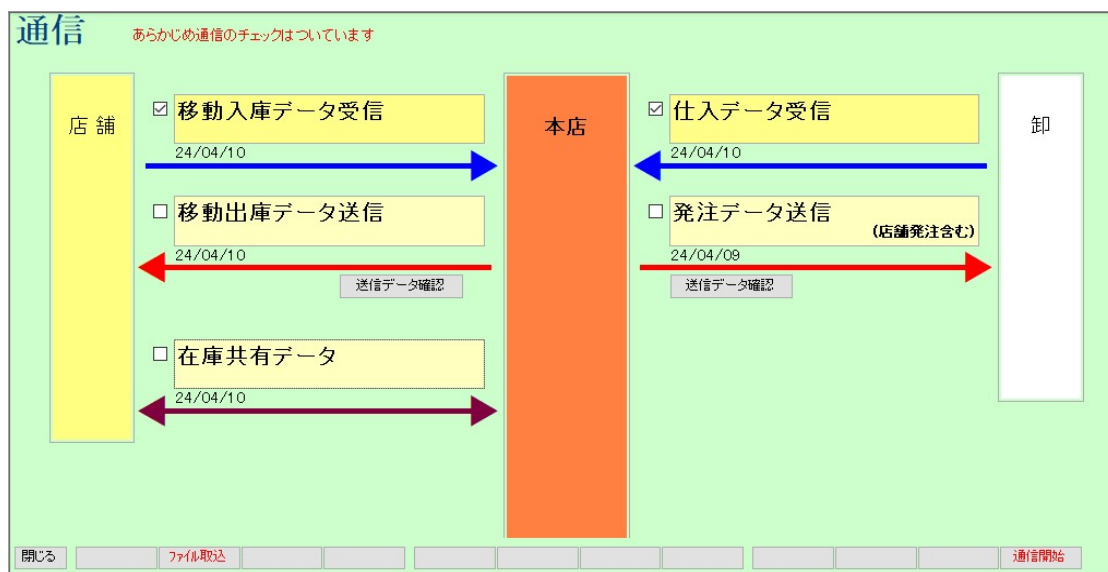 通信
あらかじめ通信のチェックはついています
店舗
移動入庫データ受信
24/04/10
本店
仕入データ受信
24/04/10
卸
移動出庫データ送信
24/04/10
送信データ確認
発注データ送信
(店舗発注含む)
24/04/09
送信データ確認
在庫共有データ
24/04/10
閉じる
ファイル取込
通信開始